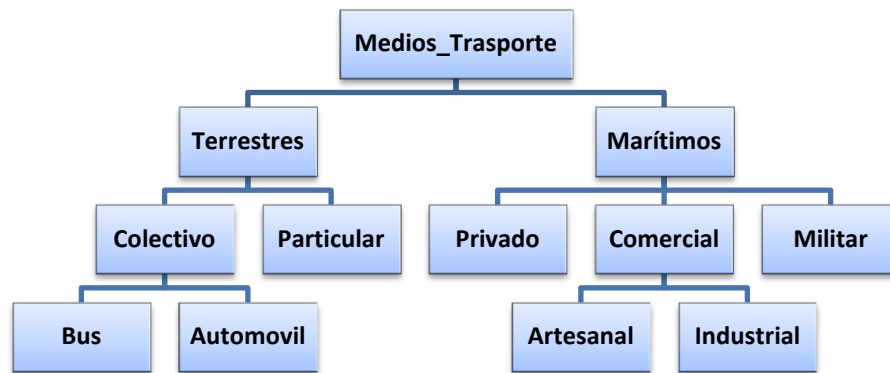 Medios_Trasporte
Terrestres
Marítimos
Colectivo
Particular
Privado
Comercial
Militar
Bus
Automovil
Artesanal
Industrial